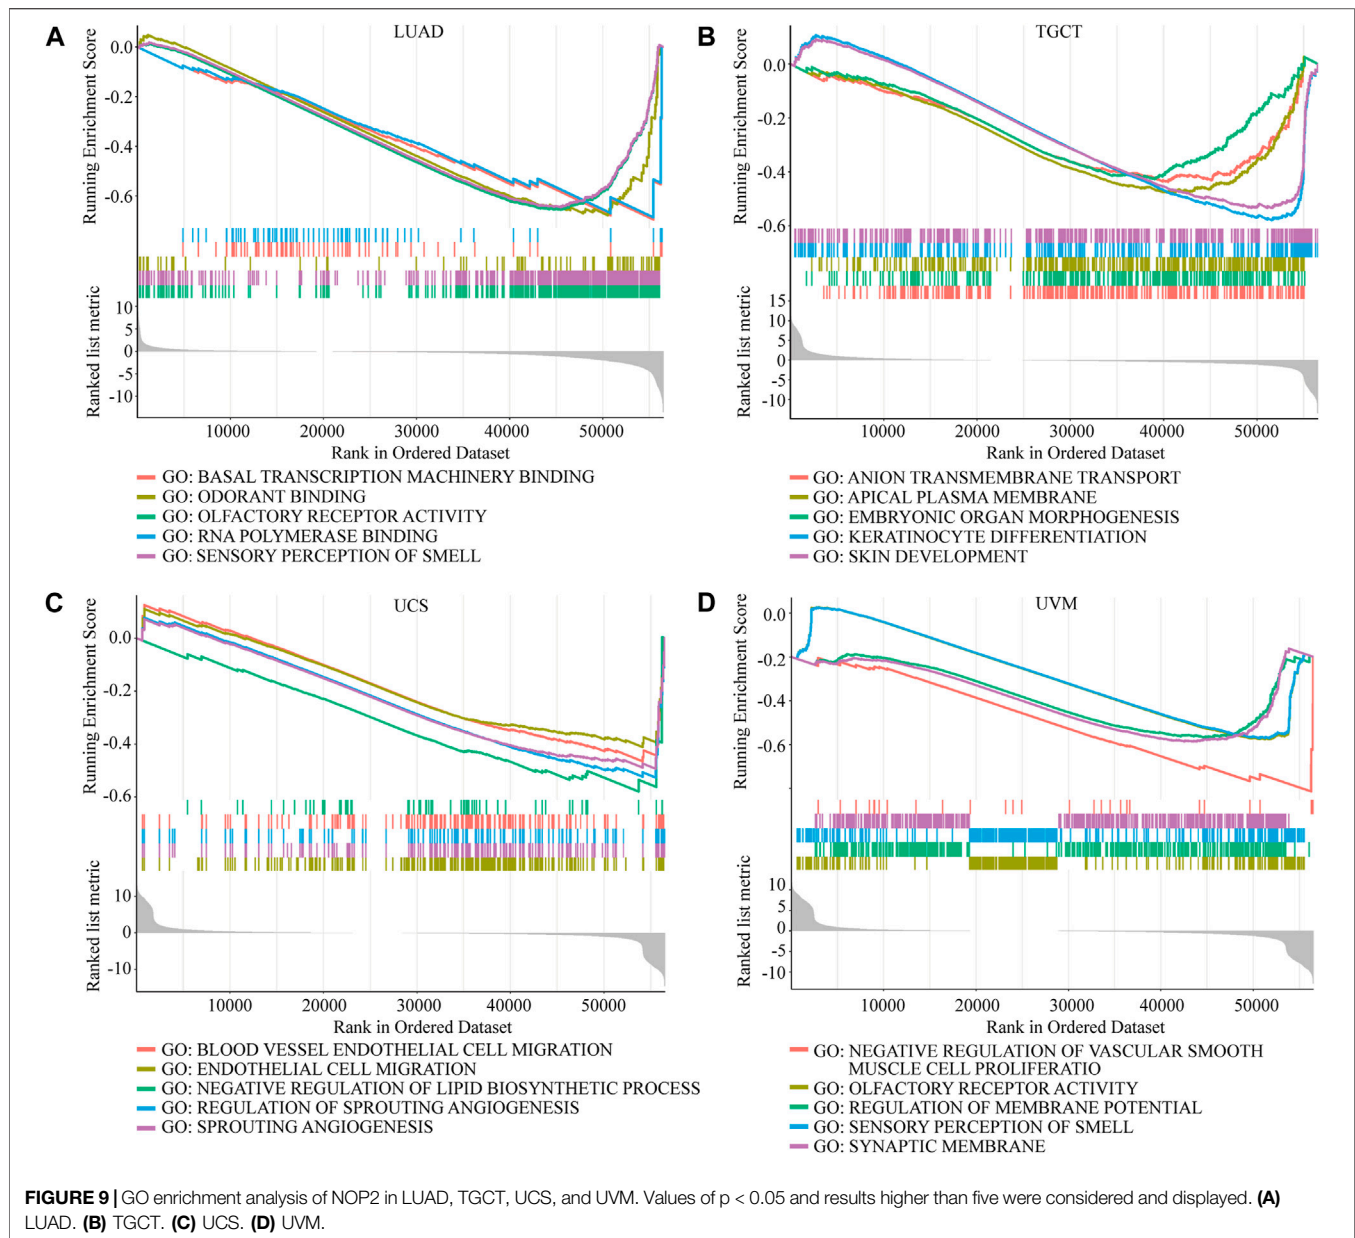 A
LUAD
Running Enrichment Score
0.0
-0.2
-0.4
-0.6
Ranked list metric
10
5
0
-5
-10
10000 20000 30000 40000 50000
Rank in Ordered Dataset
GO: BASAL TRANSCRIPTION MACHINERY BINDING
GO: ODORANT BINDING
GO: OLFACTORY RECEPTOR ACTIVITY
GO: RNA POLYMERASE BINDING
GO: SENSORY PERCEPTION OF SMELL
B
TGCT
Running Enrichment Score
0.0
-0.2
-0.4
-0.6
Ranked list metric
15
10
5
0
-5
-10
10000 20000 30000 40000 50000
Rank in Ordered Dataset
GO: ANION TRANSMEMBRANE TRANSPORT
GO: APICAL PLASMA MEMBRANE
GO: EMBRYONIC ORGAN MORPHOGENESIS
GO: KERATINOCYTE DIFFERENTIATION
GO: SKIN DEVELOPMENT
C
UCS
Running Enrichment Score
0.0
-0.2
-0.4
-0.6
Ranked list metric
10
0
-10
10000 20000 30000 40000 50000
Rank in Ordered Dataset
GO: BLOOD VESSEL ENDOTHELIAL CELL MIGRATION
GO: ENDOTHELIAL CELL MIGRATION
GO: NEGATIVE REGULATION OF LIPID BIOSYNTHETIC PROCESS
GO: REGULATION OF SPROUTING ANGIOGENESIS
GO: SPROUTING ANGIOGENESIS
D
UVM
Running Enrichment Score
0.0
-0.2
-0.4
-0.6
Ranked list metric
10
5
0
-5
-10
10000 20000 30000 40000 50000
Rank in Ordered Dataset
GO: NEGATIVE REGULATION OF VASCULAR SMOOTH
MUSCLE CELL PROLIFERATIO
GO: OLFACTORY RECEPTOR ACTIVITY
GO: REGULATION OF MEMBRANE POTENTIAL
GO: SENSORY PERCEPTION OF SMELL
GO: SYNAPTIC MEMBRANE
FIGURE 9 | GO enrichment analysis of NOP2 in LUAD, TGCT, UCS, and UVM. Values of p < 0.05 and results higher than five were considered and displayed. (A)
LUAD. (B) TGCT. (C) UCS. (D) UVM.